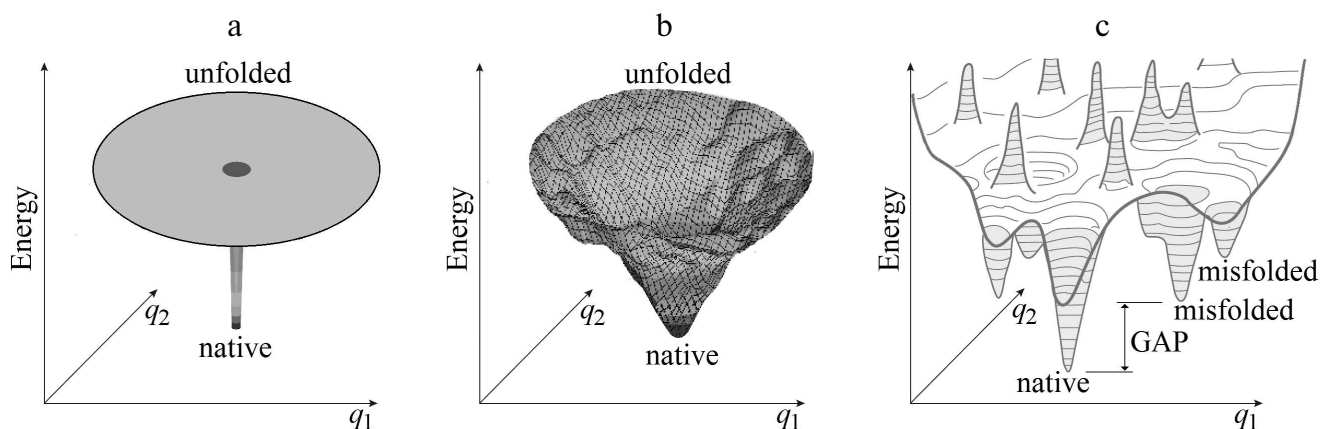 a
unfolded
Energy
q2
native
q1
b
unfolded
Energy
q2
native
q1
c
Energy
misfolded
misfolded
q2
GAP
native
q1